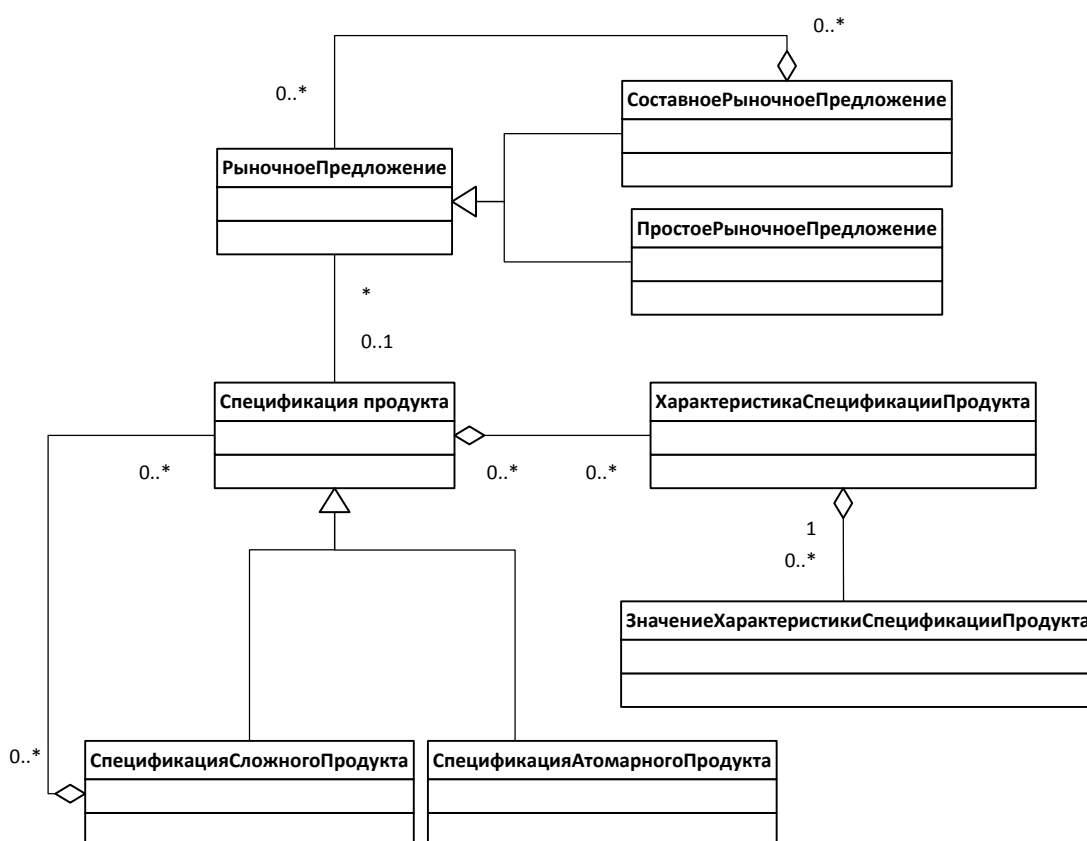 0..*
0..*
СоставноеРыночноеПредложение
РыночноеПредложение
ПростоеРыночноеПредложение
*
0..1
Спецификация продукта
ХарактеристикаСпецификацииПродукта
0..*
0..*
0..*
1
0..*
ЗначениеХарактеристикиСпецификацииПродукта
0..*
СпецификацияСложногоПродукта
СпецификацияАтомарногоПродукта